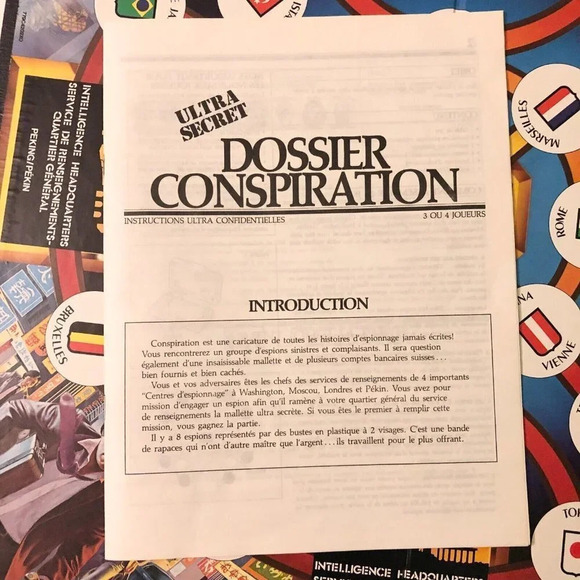 ULTRA
SECRET
DOSSIER
CONSPIRATION
INSTRUCTIONS ULTRA CONFIDENTIELLES 3 OU 4 JOUEURS
INTRODUCTION
Conspiration est une caricature de toutes les histoires d'espionnage jamais écrites!
Vous rencontrerez un groupe d'espions sinistres et complaisants. Il sera question
également d'une insaisissable mallette et de plusieurs comptes bancaires suisses...
bien fournis et bien cachés.
Vous et vos adversaires êtes les chefs des services de renseignements de 4 importants
"Centres d'espionnage" à Washington, Moscou, Londres et Pékin. Vous avez pour
mission d'engager un espion afin qu'il ramène à votre quartier général du service
de renseignements la mallette ultra secrète. Si vous êtes le premier à remplir cette
mission, vous gagnez la partie.
Il y a 8 espions représentés par des bustes en plastique à 2 visages. C'est une bande
de rapaces qui n'ont d'autre maître que l'argent...ils travaillent pour le plus offrant.
INTELLIGENCE HEADQUARTERS
SERVICE DE RENSEIGNEMENTS-
QUARTIER GÉNÉRAL
PEKING/PÉKIN
BRUXELLES
MARSEILLES
ROME
VIENNE
INTELLIGENCE HEADQUARTERS